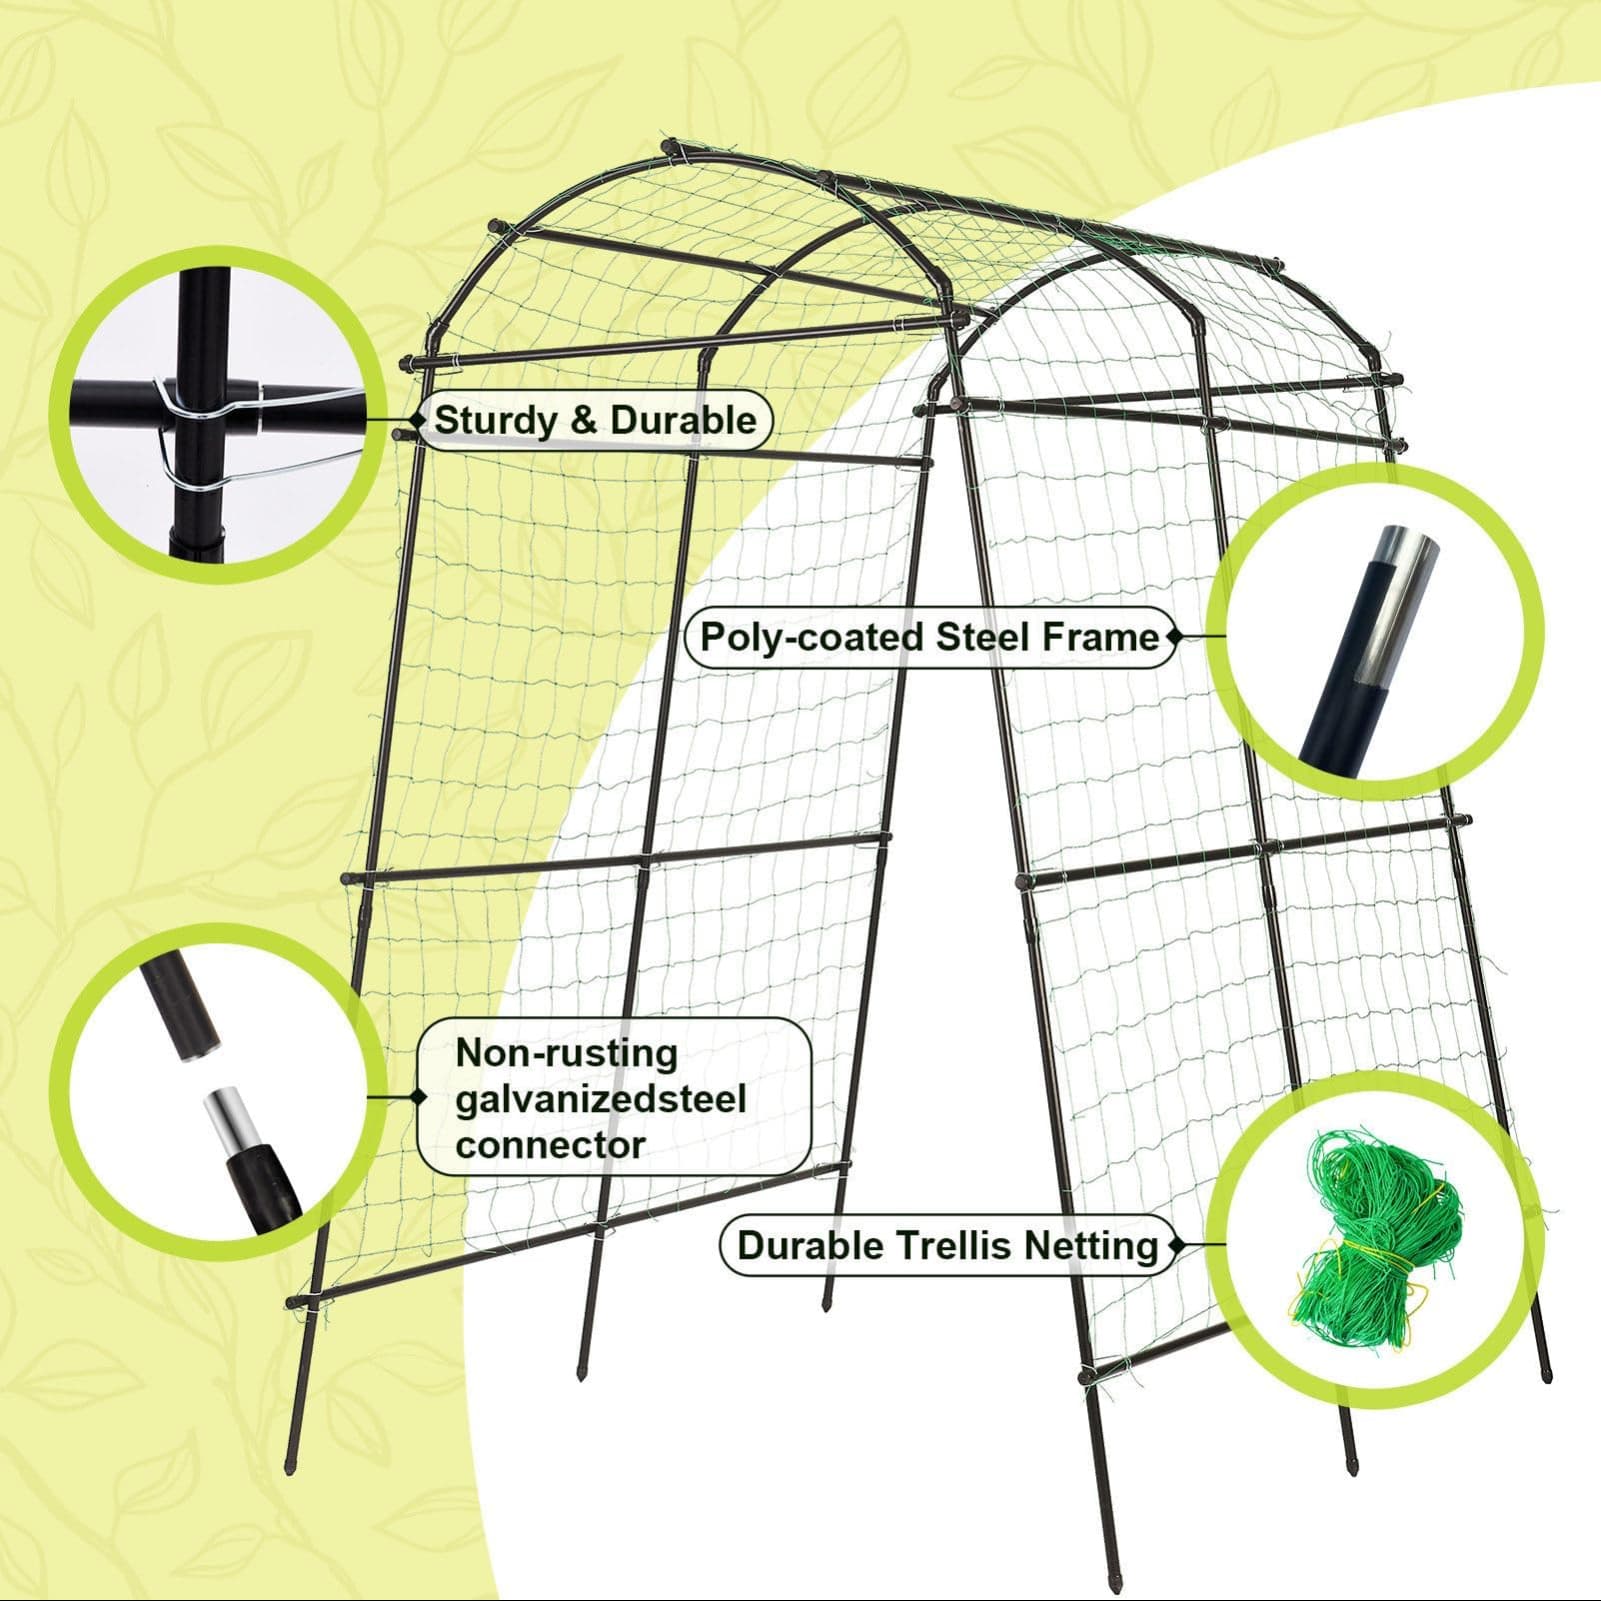 Sturdy & Durable
Poly-coated Steel Frame
Non-rusting
galvanizedsteel
connector
Durable Trellis Netting